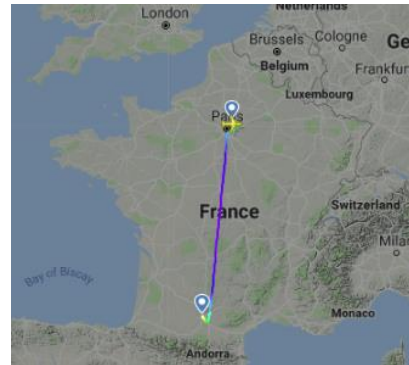 Netherlands
London
Brussels
Cologne
Ge
Belgium
Frankfur
Luxembourg
Paris
France
Switzerland
Mila
Bay of Biscay
Monaco
Andorra